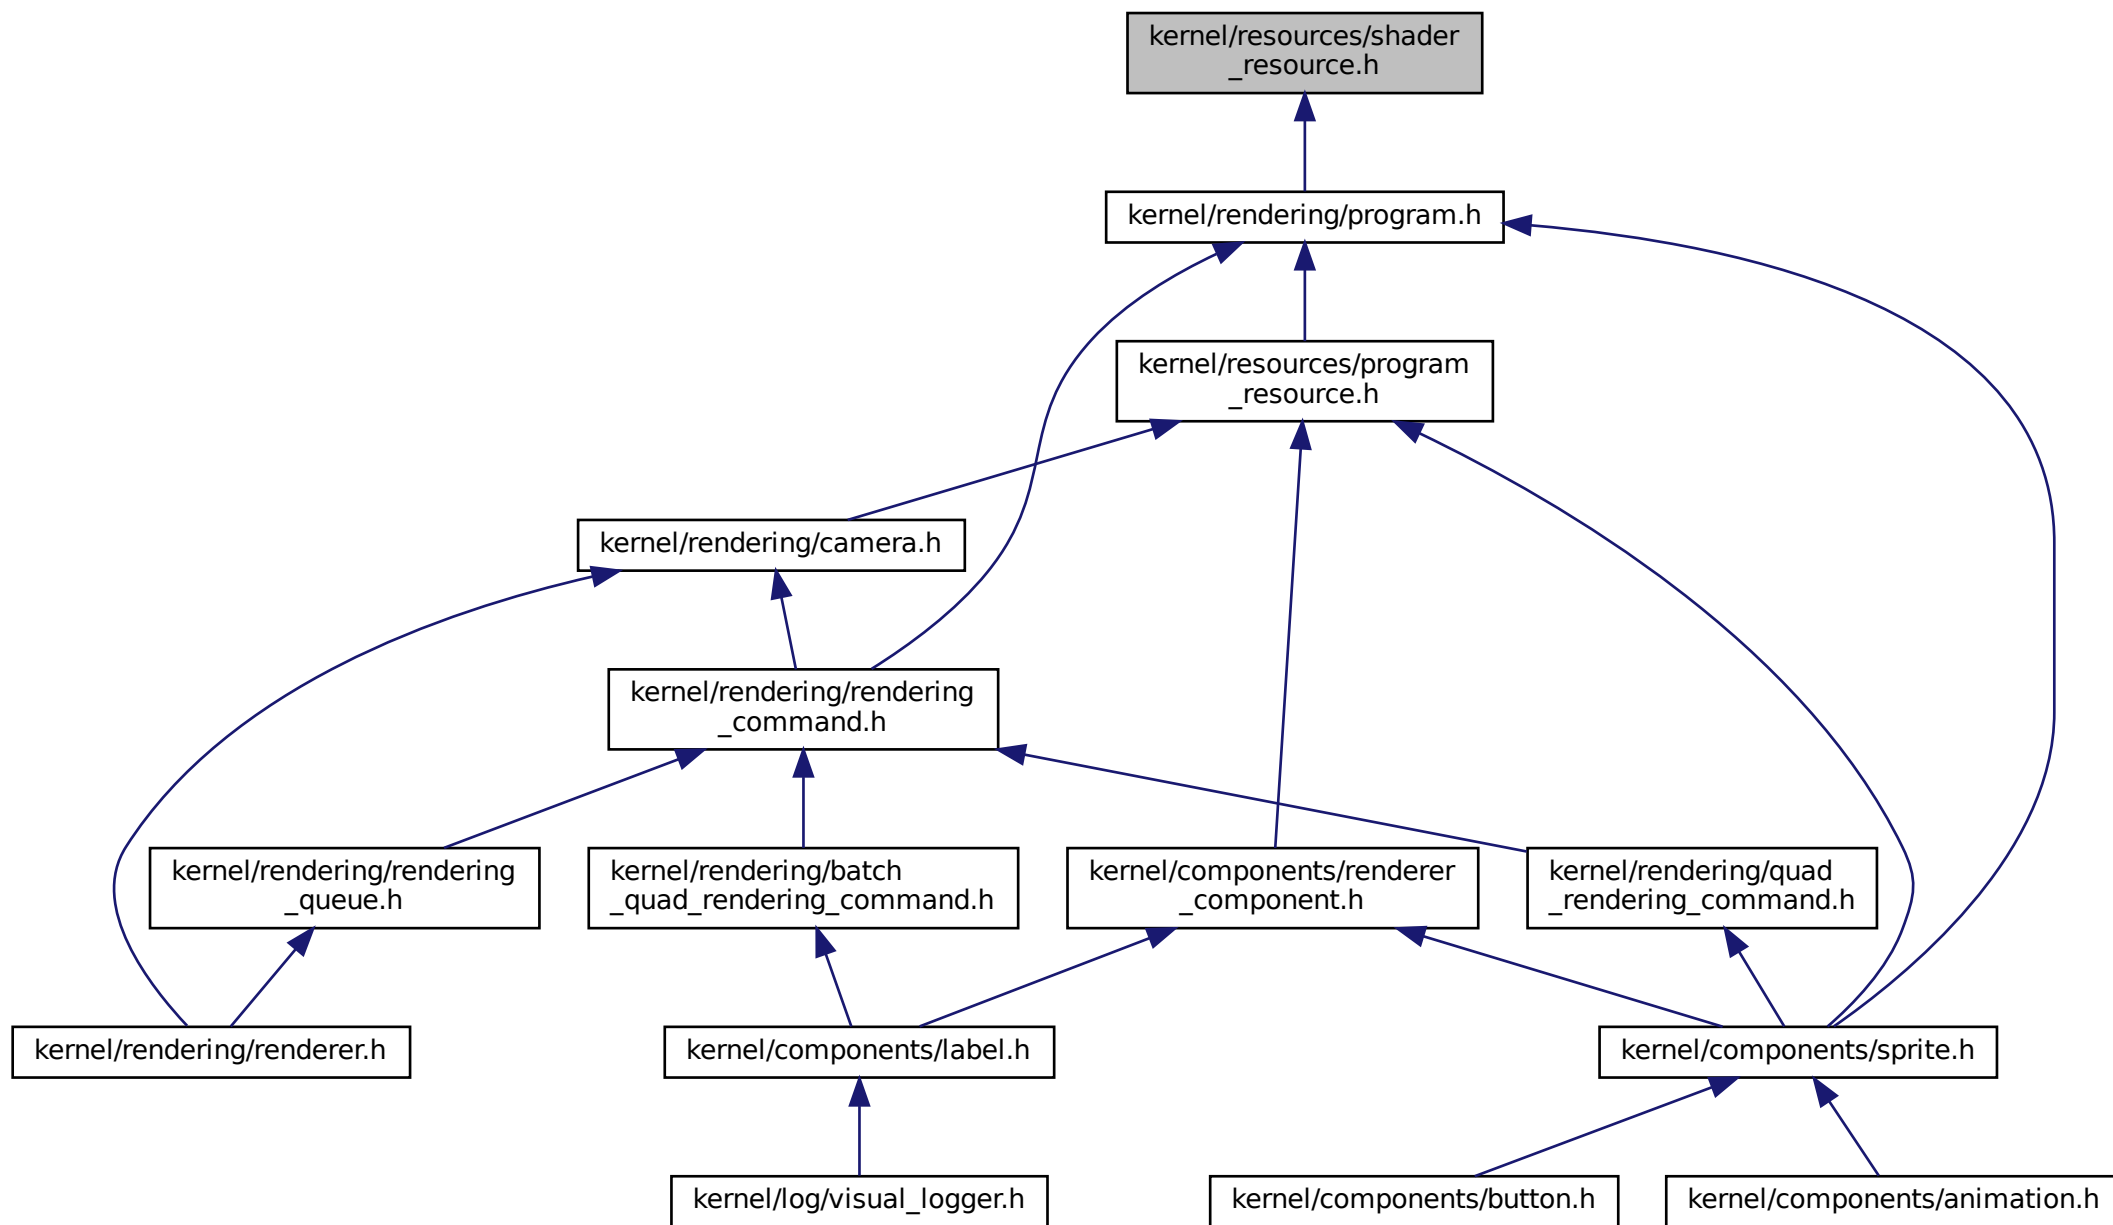 kernel/resources/shader
_resource.h
kernel/rendering/program.h
kernel/resources/program
_resource.h
kernel/rendering/camera.h
kernel/rendering/rendering
_command.h
kernel/rendering/rendering
_queue.h
kernel/rendering/batch
_quad_rendering_command.h
kernel/components/renderer
_component.h
kernel/rendering/quad
_rendering_command.h
kernel/rendering/renderer.h
kernel/components/label.h
kernel/components/sprite.h
kernel/log/visual_logger.h
kernel/components/button.h
kernel/components/animation.h